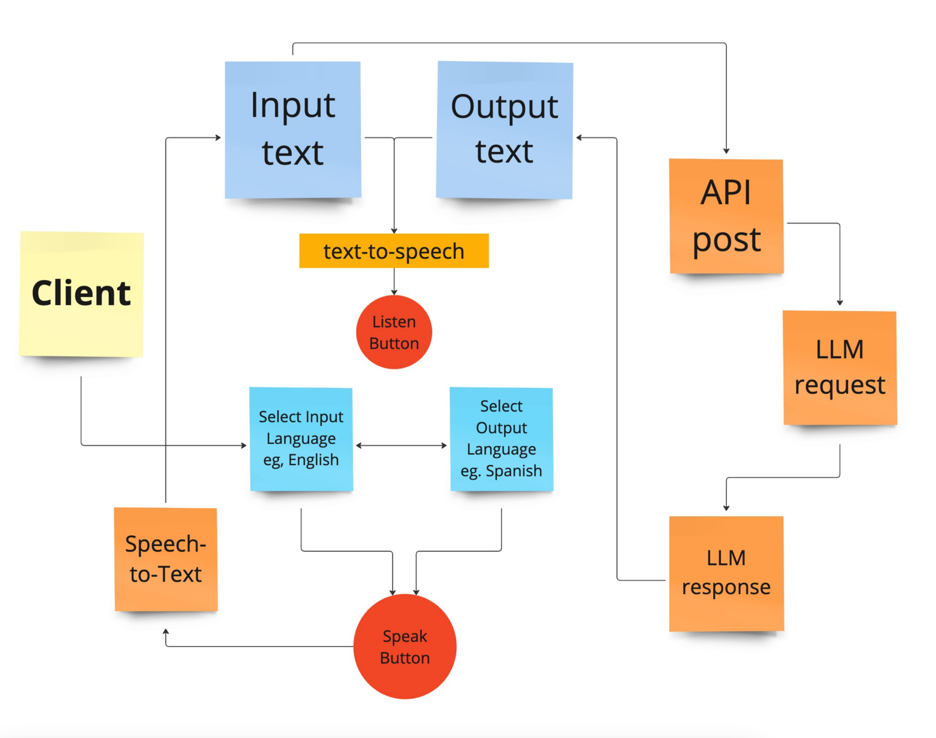 Input
text
Output
text
API
post
text-to-speech
Client
Listen
Button
LLM
request
Select Input
Language
eg, English
Select
Output
Language
eg. Spanish
Speech-
to-Text
LLM
response
Speak
Button